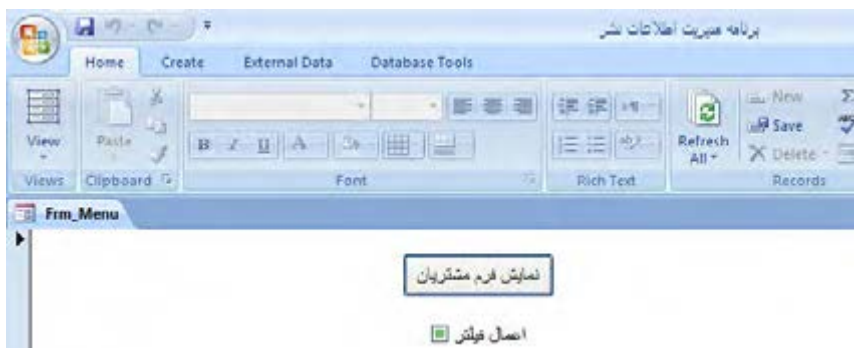 برنامه مدیریت اطلاعات نشر
Home Create External Data Database Tools
View Paste B I U A Refresh All New Save Delete Σ
Views Clipboard Font Rich Text Records
Frm_Menu
نمایش فرم مشتریان
اعمال فیلتر